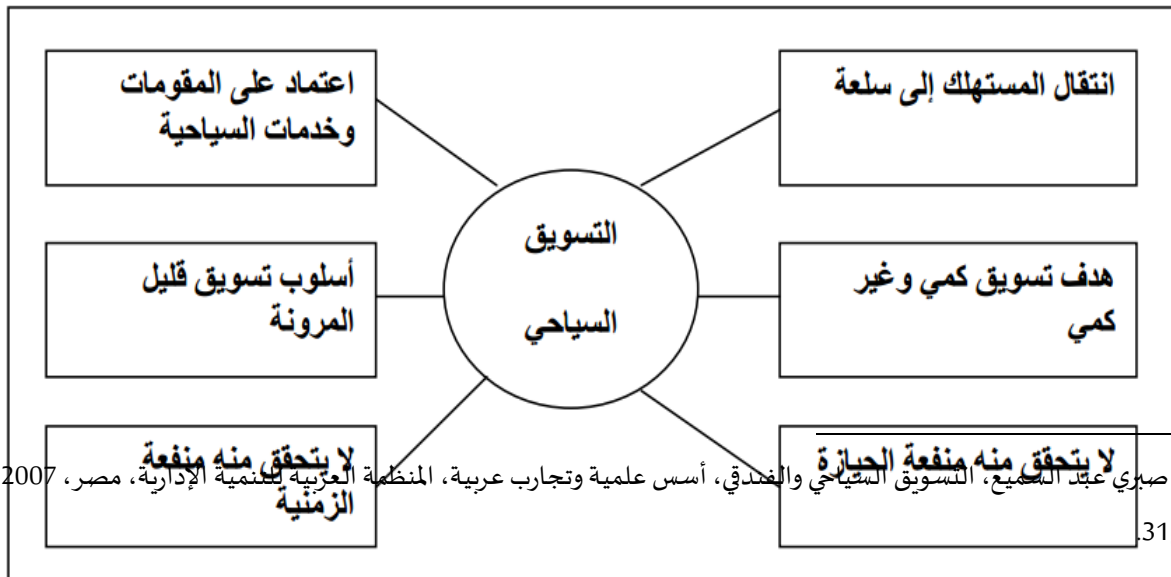 انتقال المستهلك إلى سلعة
اعتماد على المقومات
وخدمات السياحية
التسويق
السياحي
هدف تسويق كمي وغير
كمي
أسلوب تسويق قليل
المرونة
لا يتحقق منه منفعة الحيازة
لا يتحقق منه منفعة
الزمنية
صبري عبد السميع، التسويق السياحي والفندقي، أسس علمية وتجارب عربية، المنظمة العربية للتنمية الإدارية، مصر، 2007
31.